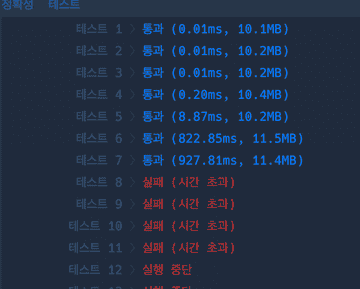 정확성 테스트
테스트 1 〉 통과 (0.01ms, 10.1MB)
테스트 2 〉 통과 (0.01ms, 10.2MB)
테스트 3 〉 통과 (0.01ms, 10.2MB)
테스트 4 〉 통과 (0.20ms, 10.4MB)
테스트 5 〉 통과 (8.87ms, 10.2MB)
테스트 6 〉 통과 (822.85ms, 11.5MB)
테스트 7 〉 통과 (927.81ms, 11.4MB)
테스트 8 〉 실패 (시간 초과)
테스트 9 〉 실패 (시간 초과)
테스트 10 〉 실패 (시간 초과)
테스트 11 〉 실패 (시간 초과)
테스트 12 〉 실행 중단